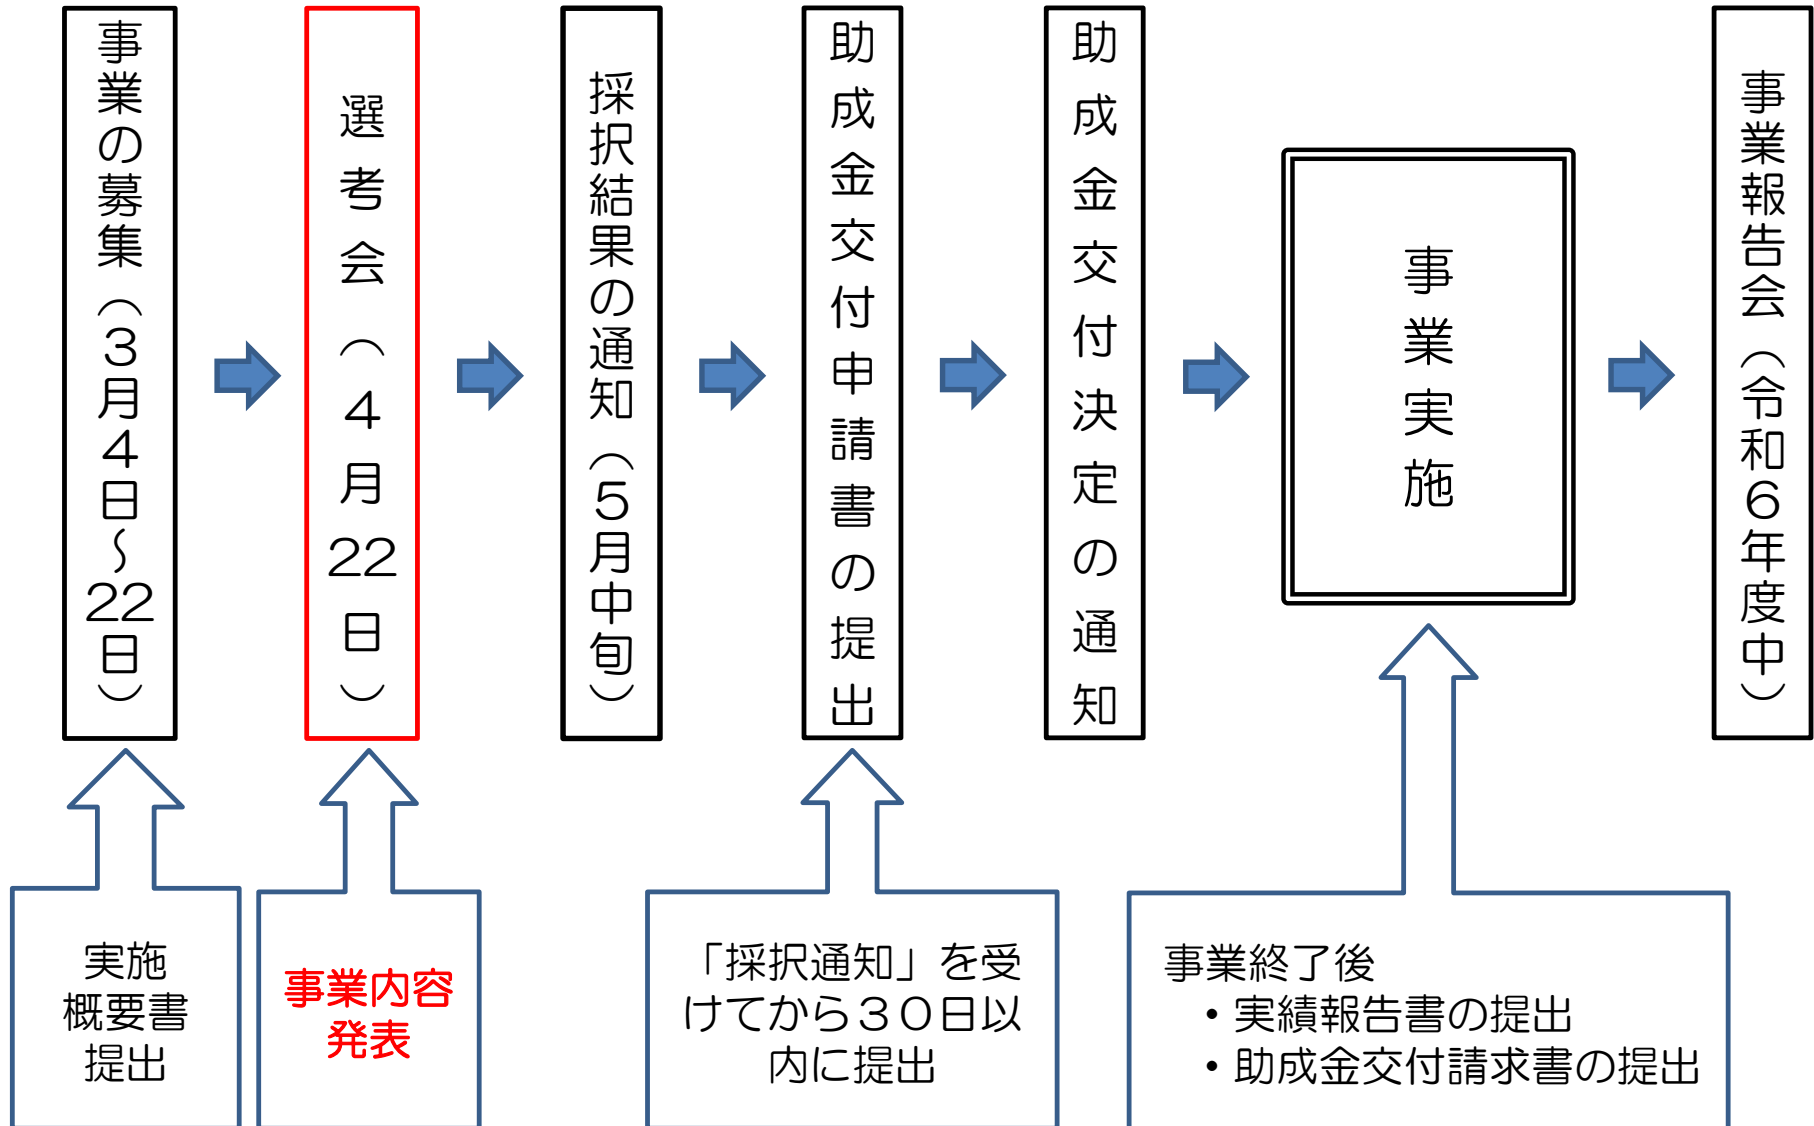 事業の募集（３月４日～22日）
選考会（４月22日）
採択結果の通知（５月中旬）
助成金交付申請書の提出
助成金交付決定の通知
事業実施
事業報告会（令和６年度中）
実施
概要書
提出
事業内容
発表
「採択通知」を受
けてから３０日以
内に提出
事業終了後
・実績報告書の提出
・助成金交付請求書の提出